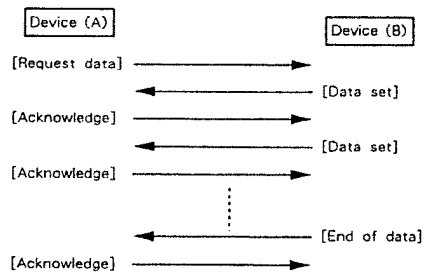 Device (A)
Device (B)
[Request data]
[Data set]
[Acknowledge]
[Data set]
[Acknowledge]
[End of data]
[Acknowledge]